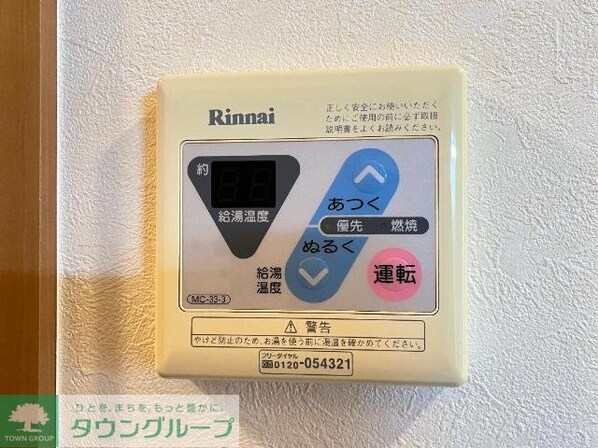 Rinnai
正しく安全にお使いいただく
ためにご使用の前に必ず取扱
説明書をよくお読みください。
約
給湯温度
あつく
優先 燃焼
ぬるく
給湯
温度
運転
MC-33-3
⚠ 警告
やけど防止のため、お湯を使う前に湯温を確かめてください。
フリーダイヤル
0120-054321
ひとを、まちを、もっと豊かに。
タウングループ
TOWN GROUP